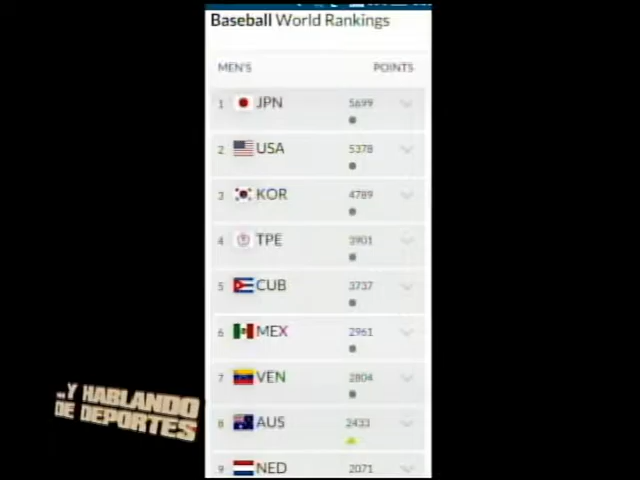 Baseball World Rankings
MEN'S POINTS
1 JPN 5699
2 USA 5378
3 KOR 4789
4 TPE 3901
5 CUB 3737
6 MEX 2961
7 VEN 2804
8 AUS 2433
9 NED 2071
..Y HABLANDO
DE DEPORTES